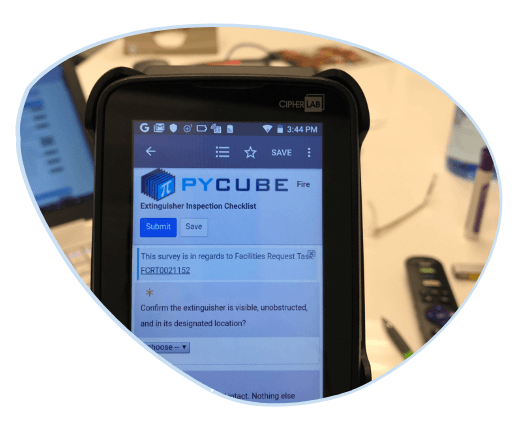 CIPHERLAB
G 3:44 PM
SAVE
PYCUBE Fire
Extinguisher Inspection Checklist
Submit Save
This survey is in regards to Facilities Request Task
FCRT0021152
*
Confirm the extinguisher is visible, unobstructed,
and in its designated location?
choose -- ▼
intact. Nothing else